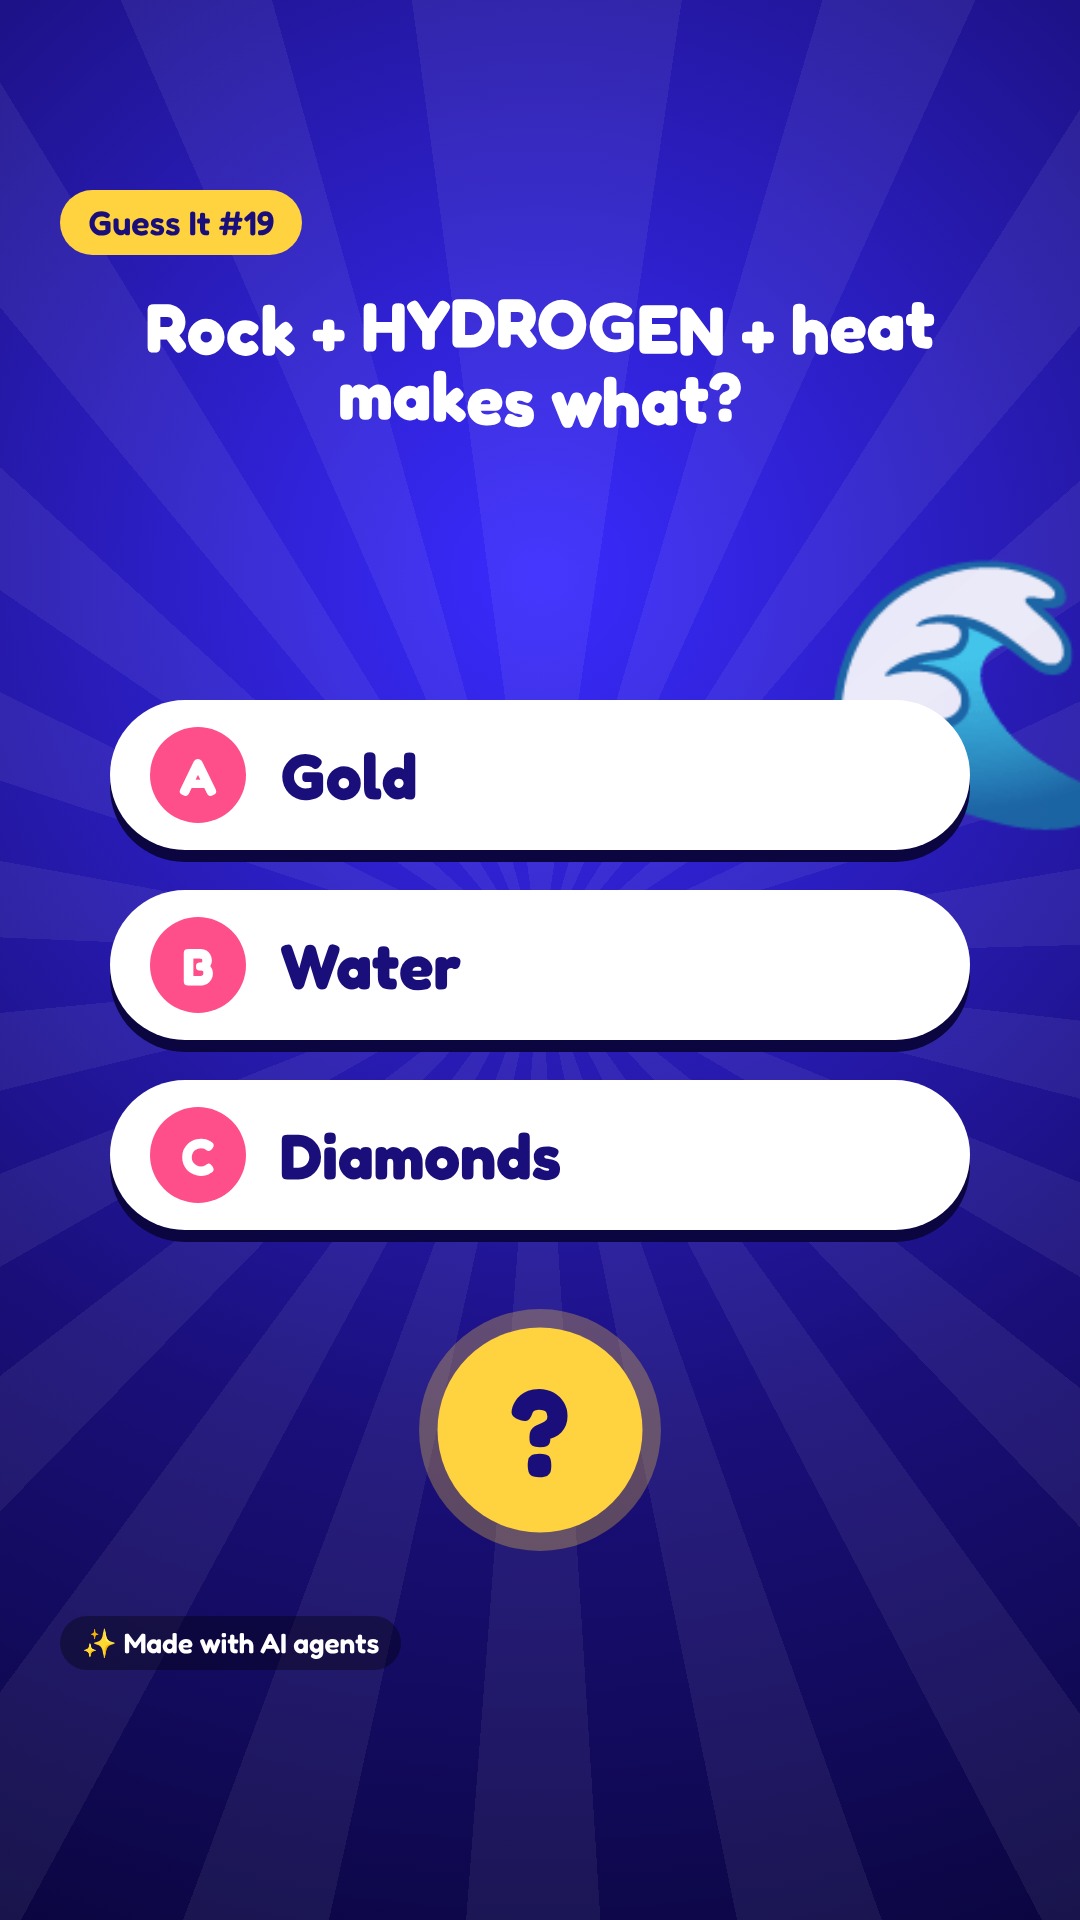 Guess It #19
Rock + HYDROGEN + heat
makes what?
A Gold
B Water
C Diamonds
?
✨ Made with AI agents